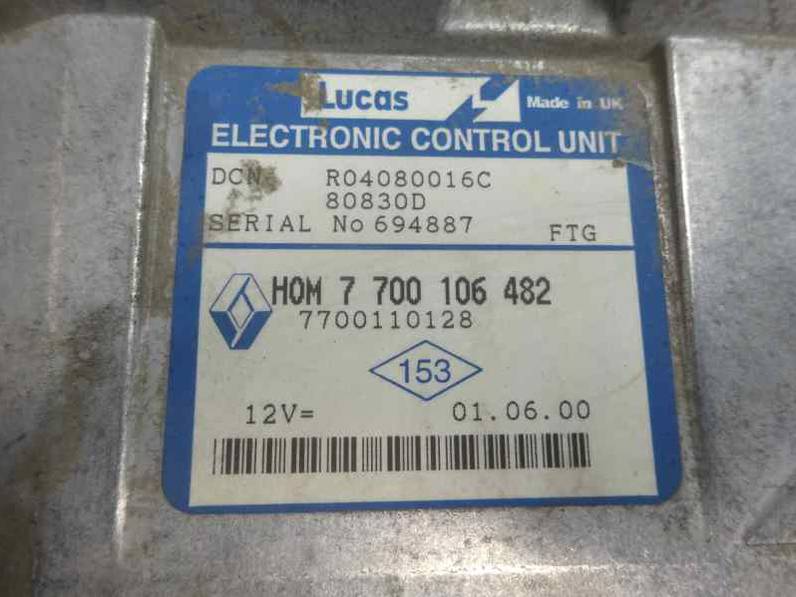 Lucas Made in UK
ELECTRONIC CONTROL UNIT
DCN R04080016C
80830D
SERIAL No 694887 FTG
HOM 7 700 106 482
7700110128
153
12V= 01.06.00